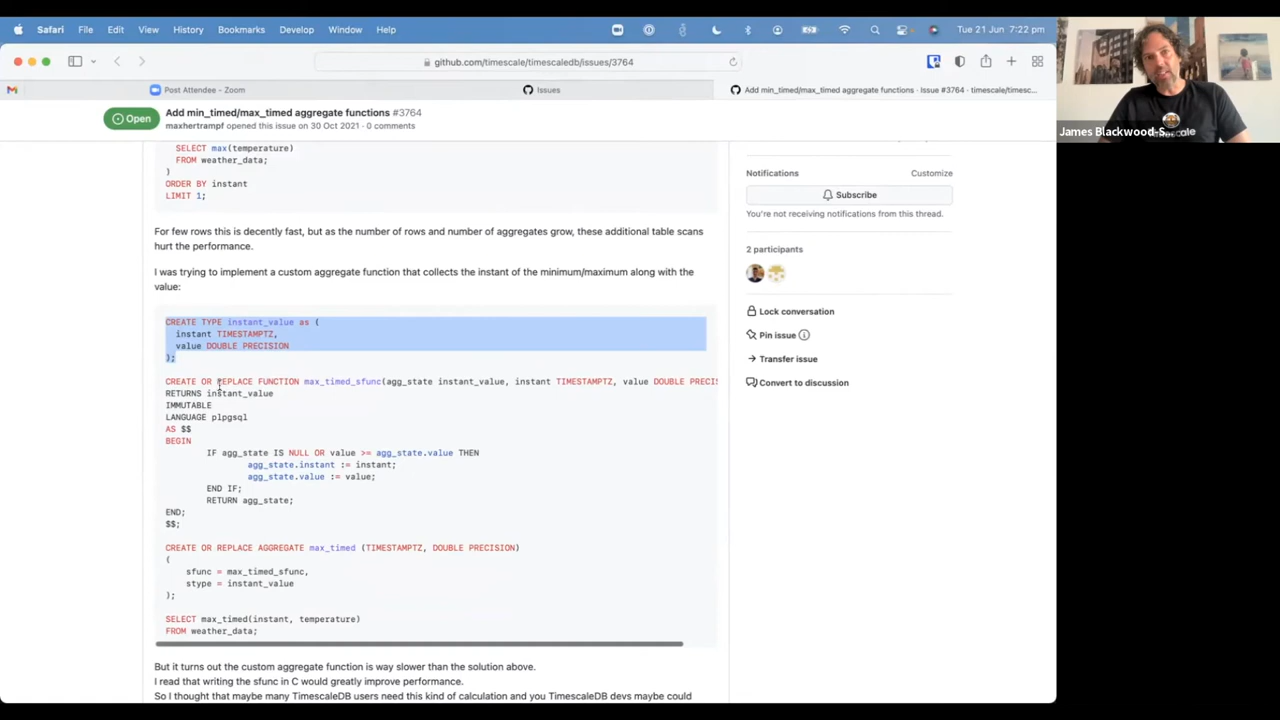 Safari File Edit View History Bookmarks Develop Window Help Tue 21 Jun 7:22 pm
github.com/timescale/timescaledb/issues/3764
Post Attendee - Zoom Issues Add min_timed/max_timed aggregate functions · Issue #3764 · timescale/timesc...
Open
Add min_timed/max_timed aggregate functions #3764
maxhertrampf opened this issue on 30 Oct 2021 · 0 comments
SELECT max(temperature)
FROM weather_data;
)
ORDER BY instant
LIMIT 1;
For few rows this is decently fast, but as the number of rows and number of aggregates grow, these additional table scans
hurt the performance.
I was trying to implement a custom aggregate function that collects the instant of the minimum/maximum along with the
value:
CREATE TYPE instant_value as (
instant TIMESTAMPTZ,
value DOUBLE PRECISION
);
CREATE OR REPLACE FUNCTION max_timed_sfunc(agg_state instant_value, instant TIMESTAMPTZ, value DOUBLE PRECIS
RETURNS instant_value
IMMUTABLE
LANGUAGE plpgsql
AS $$
BEGIN
IF agg_state IS NULL OR value >= agg_state.value THEN
agg_state.instant := instant;
agg_state.value := value;
END IF;
RETURN agg_state;
END;
$$;
CREATE OR REPLACE AGGREGATE max_timed (TIMESTAMPTZ, DOUBLE PRECISION)
(
sfunc = max_timed_sfunc,
stype = instant_value
);
SELECT max_timed(instant, temperature)
FROM weather_data;
But it turns out the custom aggregate function is way slower than the solution above.
I read that writing the sfunc in C would greatly improve performance.
So I thought that maybe many TimescaleDB users need this kind of calculation and you TimescaleDB devs maybe could
Notifications Customize
Subscribe
You're not receiving notifications from this thread.
2 participants
Lock conversation
Pin issue
Transfer issue
Convert to discussion
James Blackwood-S...